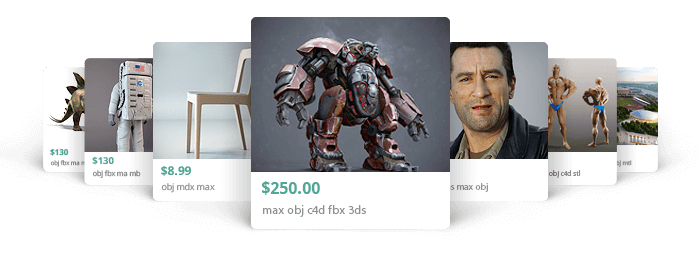 $130
obj fbx ma m
$130
obj fbx ma mb
$8.99
obj mdx max
$250.00
max obj c4d fbx 3ds
s max obj
obj c4d stl
obj mtl